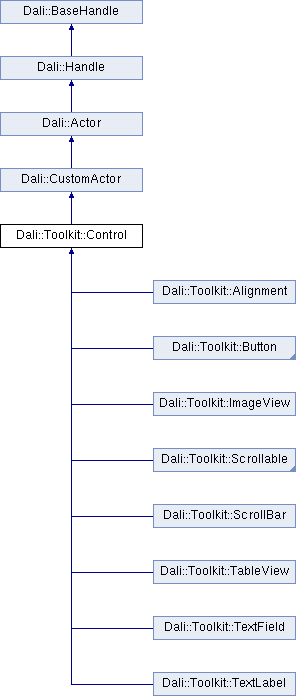 Dali::BaseHandle
Dali::Handle
Dali::Actor
Dali::CustomActor
Dali::Toolkit::Control
Dali::Toolkit::Alignment
Dali::Toolkit::Button
Dali::Toolkit::ImageView
Dali::Toolkit::Scrollable
Dali::Toolkit::ScrollBar
Dali::Toolkit::TableView
Dali::Toolkit::TextField
Dali::Toolkit::TextLabel